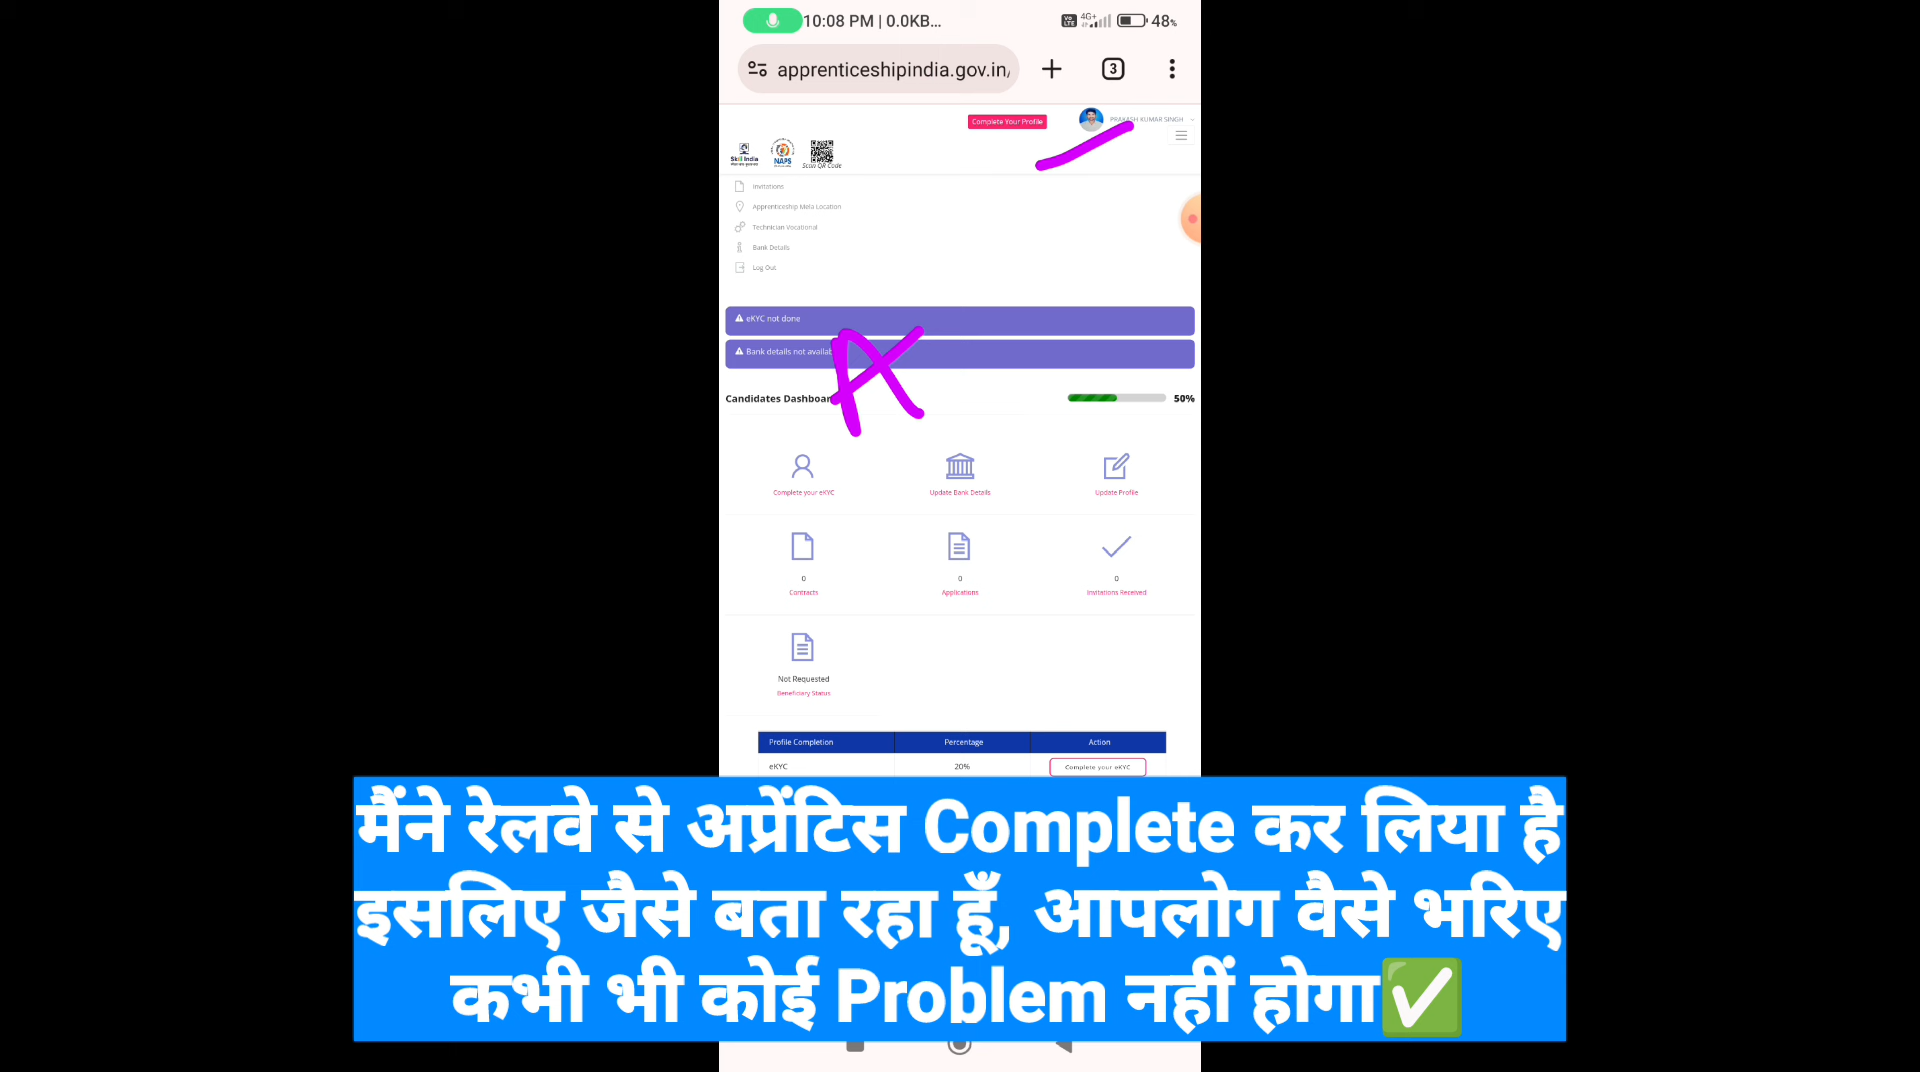 10:08 PM | 0.0KB...
Vo LTE 4G+ 48%
apprenticeshipindia.gov.in/
3
Complete Your Profile
PRAKASH KUMAR SINGH
Skill India
NAPS
Scan QR Code
Invitations
Apprenticeship Mela Location
Technician Vocational
Bank Details
Log Out
eKYC not done
Bank details not availab
Candidates Dashboar
50%
Complete your eKYC
Update Bank Details
Update Profile
0
0
0
Contracts
Applications
Invitations Received
Not Requested
Beneficiary Status
Profile Completion Percentage Action
eKYC 20% Complete your eKYC
मैंने रेलवे से अप्रेंटिस Complete कर लिया है
इसलिए जैसे बता रहा हूँ, आपलोग वैसे भरिए
कभी भी कोई Problem नहीं होगा✅